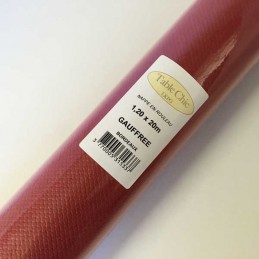 Table Chic
NAPPE EN ROULEAU
1,20 x 20m
GAUFFREE
BORDEAUX